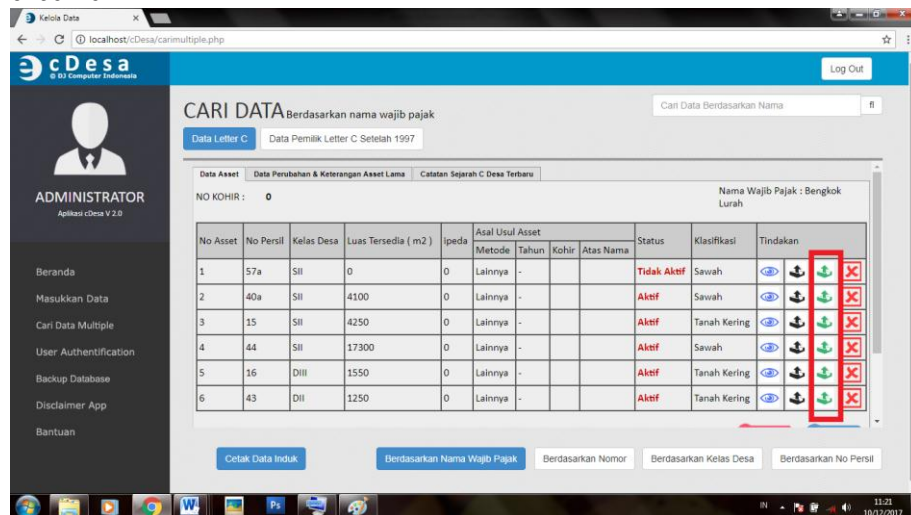 Kelola Data
localhost/cDesa/carimultiple.php
cDesa
© DJ Computer Indonesia
Log Out
CARI DATA Berdasarkan nama wajib pajak
Cari Data Berdasarkan Nama
Data Letter C
Data Pemilik Letter C Setelah 1997
ADMINISTRATOR
Aplikasi cDesa V 2.0
Beranda
Masukkan Data
Cari Data Multiple
User Authentification
Backup Database
Disclaimer App
Bantuan
Data Asset
Data Perubahan & Keterangan Asset Lama
Catatan Sejarah C Desa Terbaru
NO KOHIR : 0
Nama Wajib Pajak : Bengkok
Lurah
No Asset No Persil Kelas Desa Luas Tersedia ( m2 ) ipeda Asal Usul Asset Status Klasifikasi Tindakan
Metode Tahun Kohir Atas Nama
1 57a SII 0 0 Lainnya - Tidak Aktif Sawah
2 40a SII 4100 0 Lainnya - Aktif Sawah
3 15 SII 4250 0 Lainnya - Aktif Tanah Kering
4 44 SII 17300 0 Lainnya - Aktif Sawah
5 16 DIII 1550 0 Lainnya - Aktif Tanah Kering
6 43 DII 1250 0 Lainnya - Aktif Tanah Kering
Cetak Data Induk
Berdasarkan Nama Wajib Pajak
Berdasarkan Nomor
Berdasarkan Kelas Desa
Berdasarkan No Persil
Ps
IN
11:21
10/12/2017